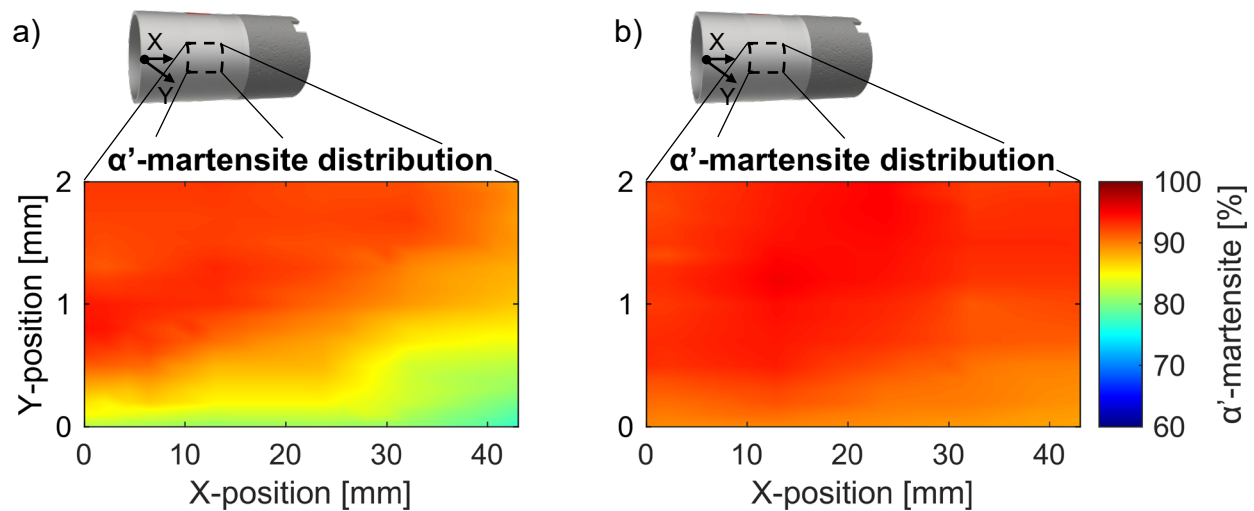 a)
X
Y
α’-martensite distribution
2
1
0
Y-position [mm]
0 10 20 30 40
X-position [mm]
b)
X
Y
α’-martensite distribution
2
1
0
0 10 20 30 40
X-position [mm]
100
90
80
70
60
α’-martensite [%]